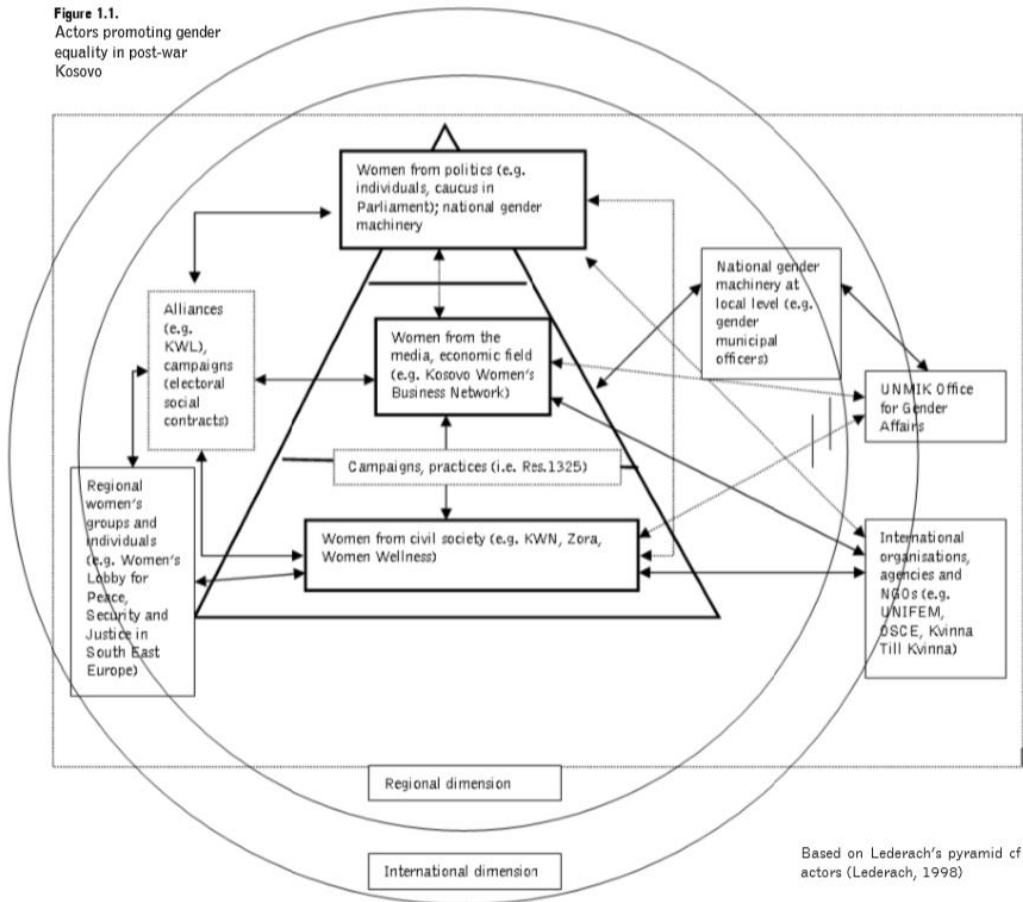 Figure 1.1.
Actors promoting gender
equality in post-war
Kosovo
Women from politics (e.g.
individuals, caucus in
Parliament); national gender
machinery
National gender
machinery at
local level (e.g.
gender
municipal
officers)
Alliances
(e.g.
KWL),
campaigns
(electoral
social
contracts)
Women from the
media, economic field
(e.g. Kosovo Women's
Business Network)
UNMIK Office
for Gender
Affairs
Campaigns, practices (i.e. Res.1325)
Regional
women's
groups and
individuals
(e.g. Women's
Lobby for
Peace,
Security and
Justice in
South East
Europe)
Women from civil society (e.g. KWN, Zora,
Women Wellness)
International
organisations,
agencies and
NGOs (e.g.
UNIFEM,
OSCE, Kvinna
Till Kvinna)
Regional dimension
International dimension
Based on Lederach's pyramid cf
actors (Lederach, 1998)